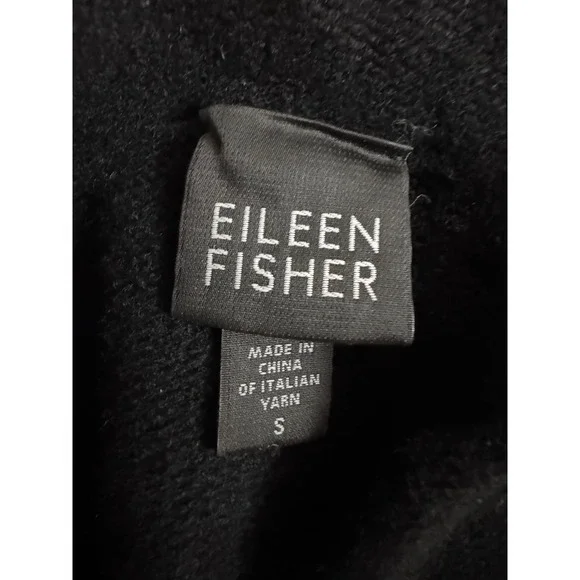 EILEEN
FISHER
MADE IN
CHINA
OF ITALIAN
YARN
S